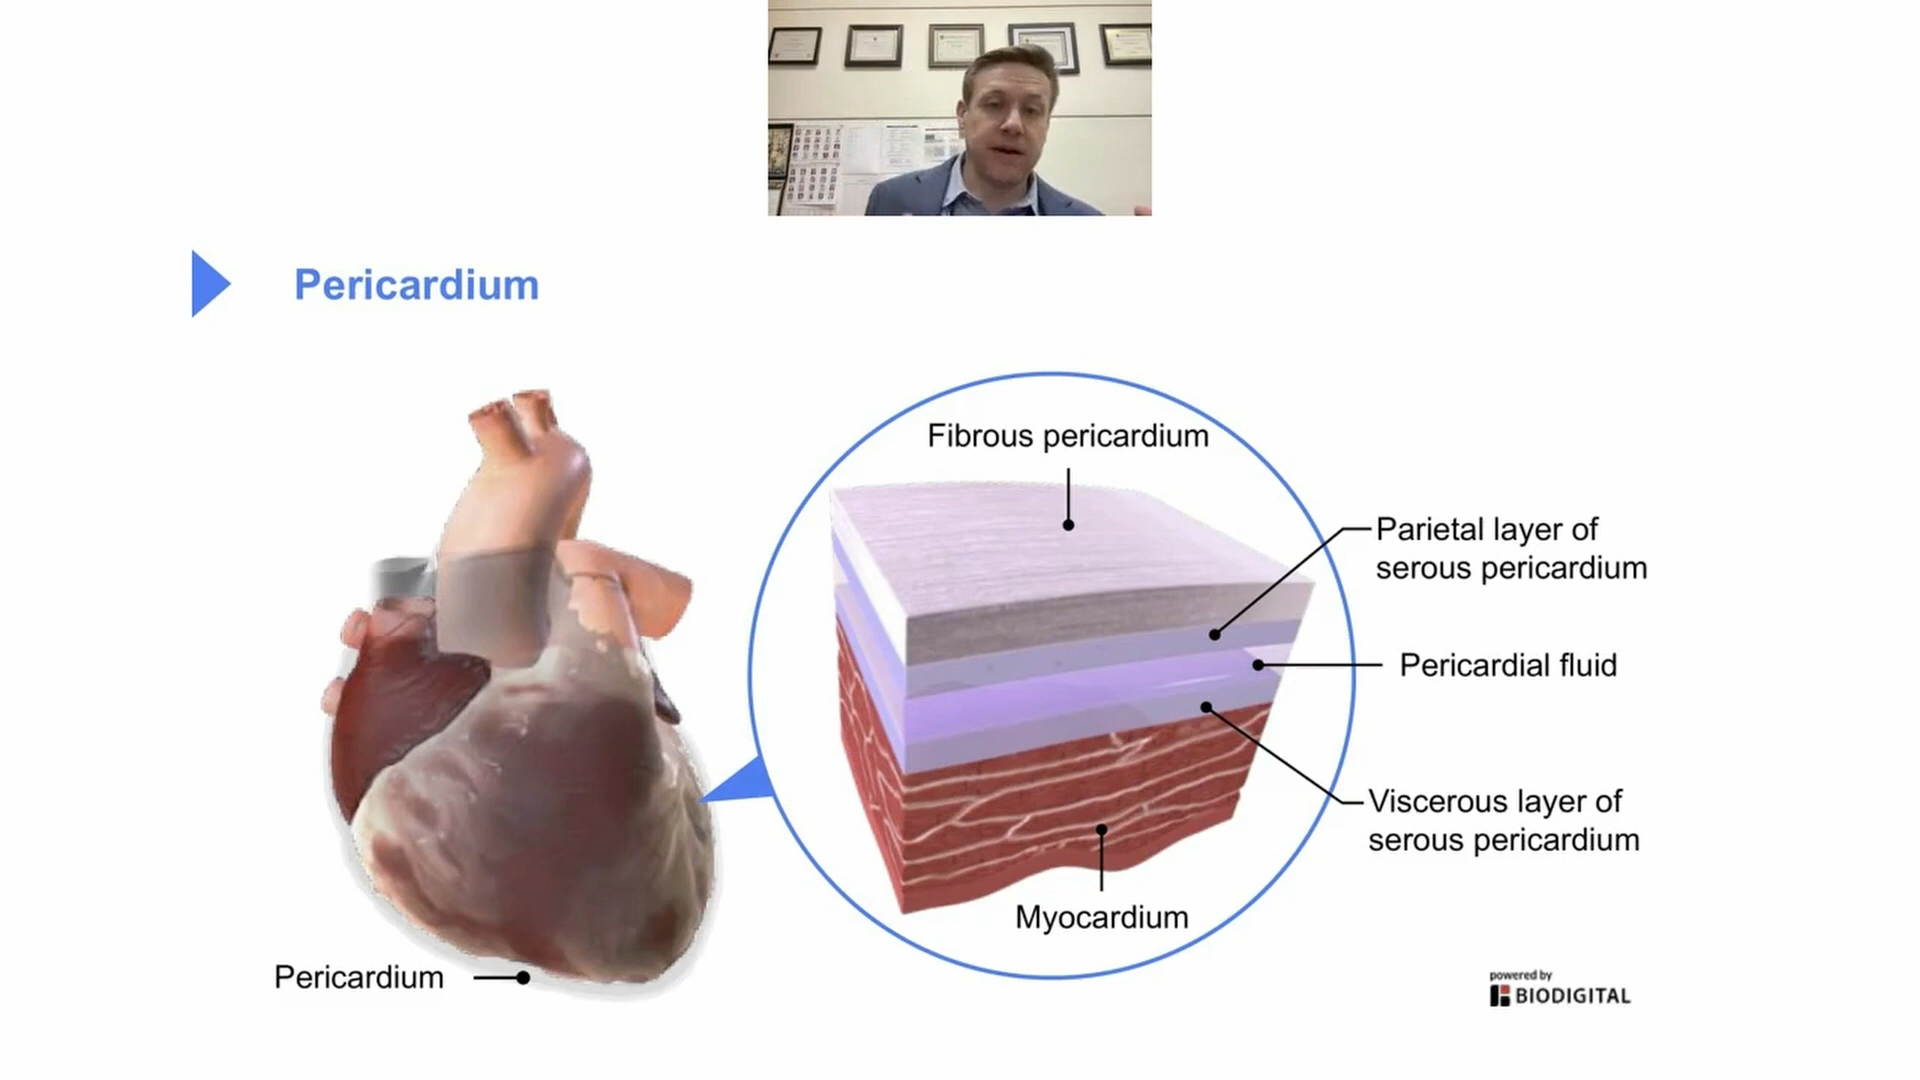 Pericardium
Fibrous pericardium
Parietal layer of
serous pericardium
Pericardial fluid
Viscerous layer of
serous pericardium
Myocardium
Pericardium
powered by
BIODIGITAL